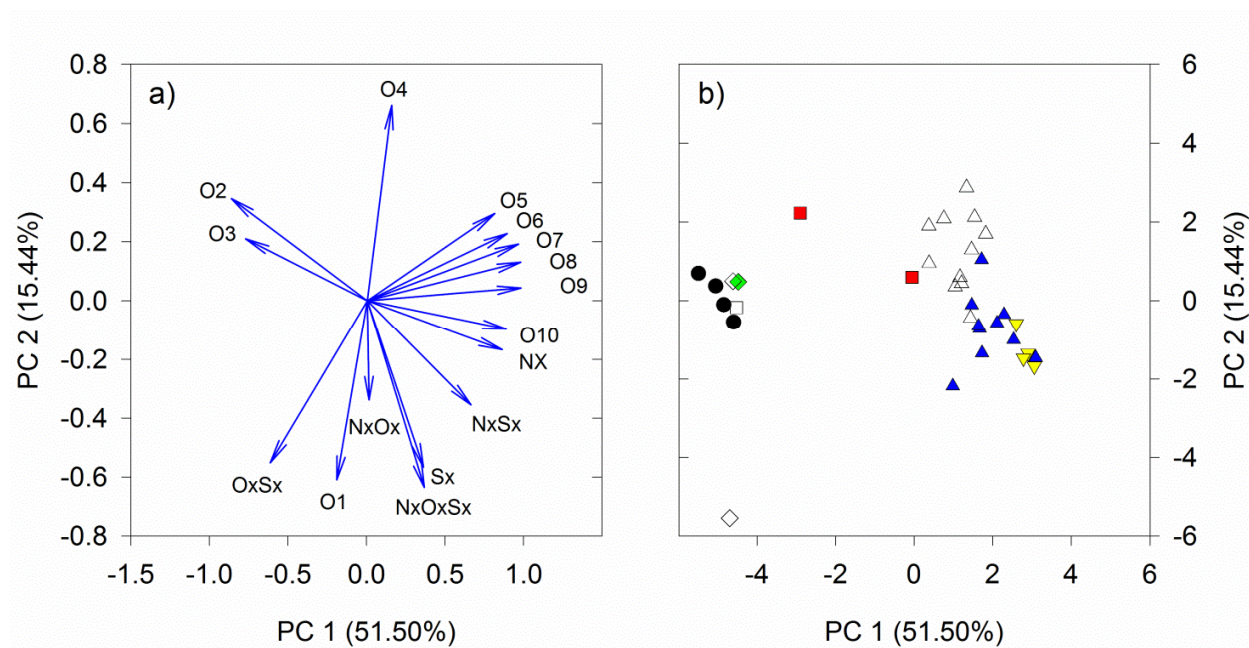 a)
0.8
0.6
0.4
0.2
0.0
-0.2
-0.4
-0.6
-0.8
PC 2 (15.44%)
O4
O2
O3
O5
O6
O7
O8
O9
O10
NX
NxSx
NxOx
Sx
NxOxSx
O1
OxSx
-1.5 -1.0 -0.5 0.0 0.5 1.0
PC 1 (51.50%)
b)
6
4
2
0
-2
-4
-6
PC 2 (15.44%)
-4 -2 0 2 4 6
PC 1 (51.50%)